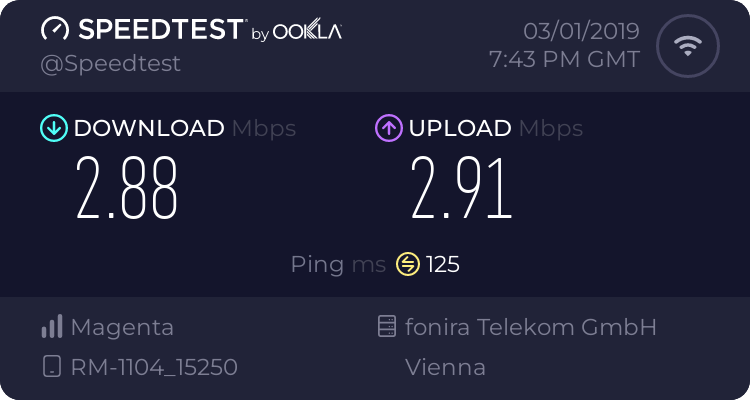 SPEEDTEST by OOKLA
@Speedtest
03/01/2019
7:43 PM GMT
DOWNLOAD Mbps
2.88
UPLOAD Mbps
2.91
Ping ms 125
Magenta
RM-1104_15250
fonira Telekom GmbH
Vienna